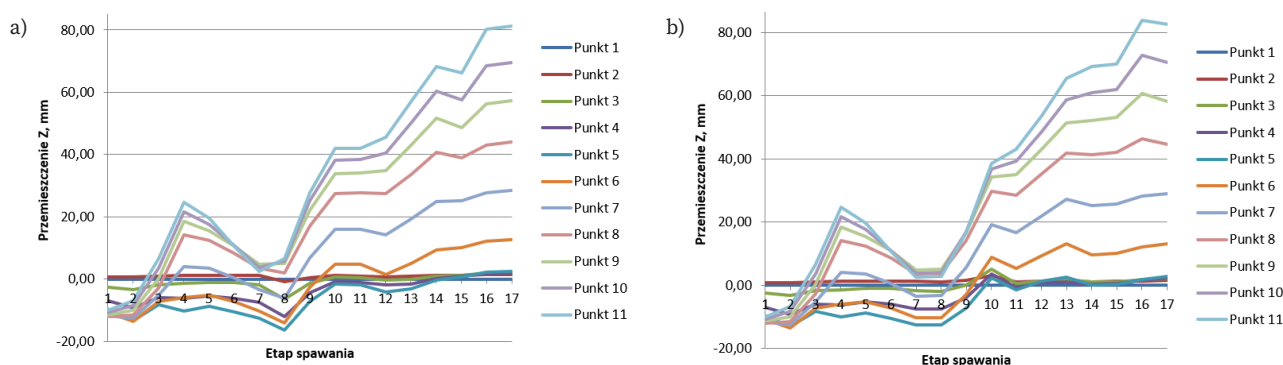 a)
Przemieszczenie Z, mm
80,00
60,00
40,00
20,00
0,00
-20,00
1 2 3 4 5 6 7 8 9 10 11 12 13 14 15 16 17
Etap spawania
Punkt 1
Punkt 2
Punkt 3
Punkt 4
Punkt 5
Punkt 6
Punkt 7
Punkt 8
Punkt 9
Punkt 10
Punkt 11
b)
Przemieszczenie Z, mm
80,00
60,00
40,00
20,00
0,00
-20,00
1 2 3 4 5 6 7 8 9 10 11 12 13 14 15 16 17
Etap spawania
Punkt 1
Punkt 2
Punkt 3
Punkt 4
Punkt 5
Punkt 6
Punkt 7
Punkt 8
Punkt 9
Punkt 10
Punkt 11